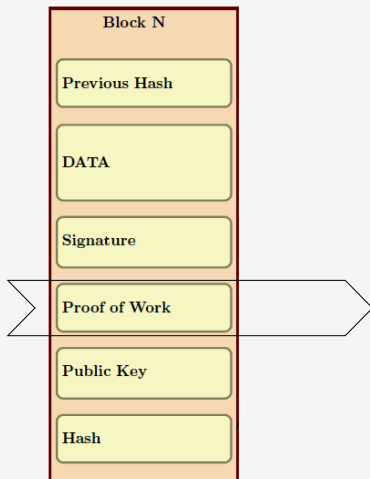 Block N
Previous Hash
DATA
Signature
Proof of Work
Public Key
Hash